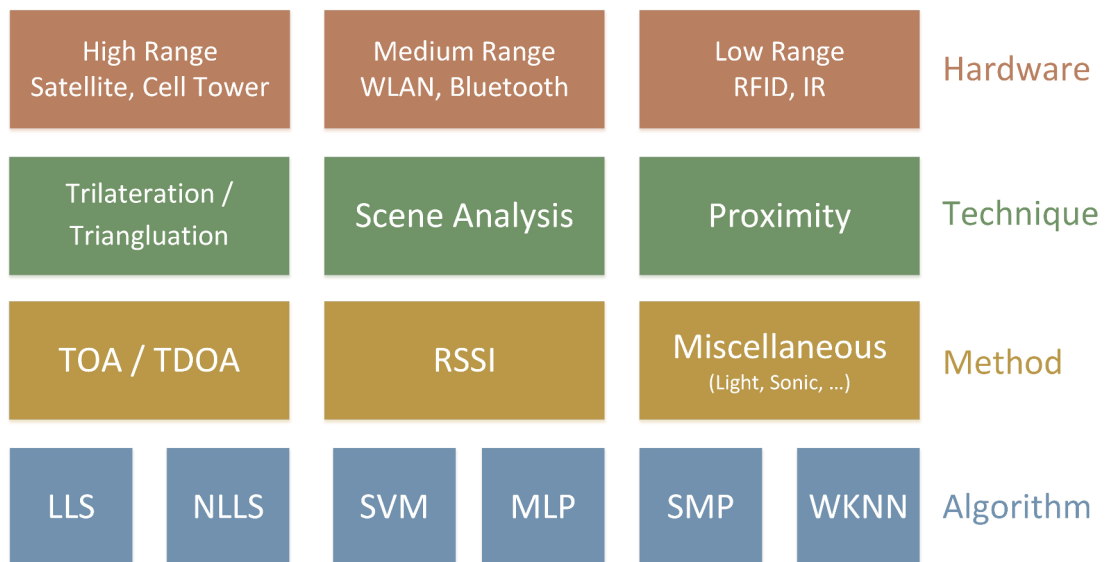 High Range
Satellite, Cell Tower
Medium Range
WLAN, Bluetooth
Low Range
RFID, IR
Hardware
Trilateration /
Triangluation
Scene Analysis
Proximity
Technique
TOA / TDOA
RSSI
Miscellaneous
(Light, Sonic, ...)
Method
LLS
NLLS
SVM
MLP
SMP
WKNN
Algorithm